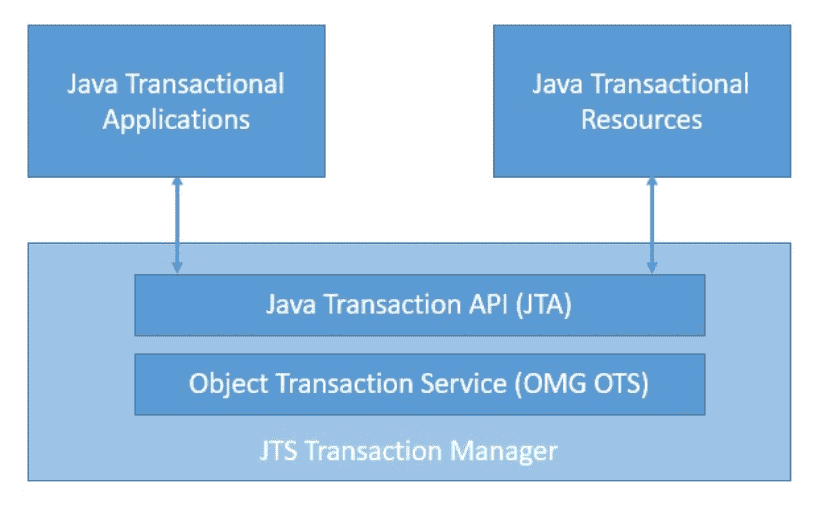 Java Transactional
Applications
Java Transactional
Resources
Java Transaction API (JTA)
Object Transaction Service (OMG OTS)
JTS Transaction Manager